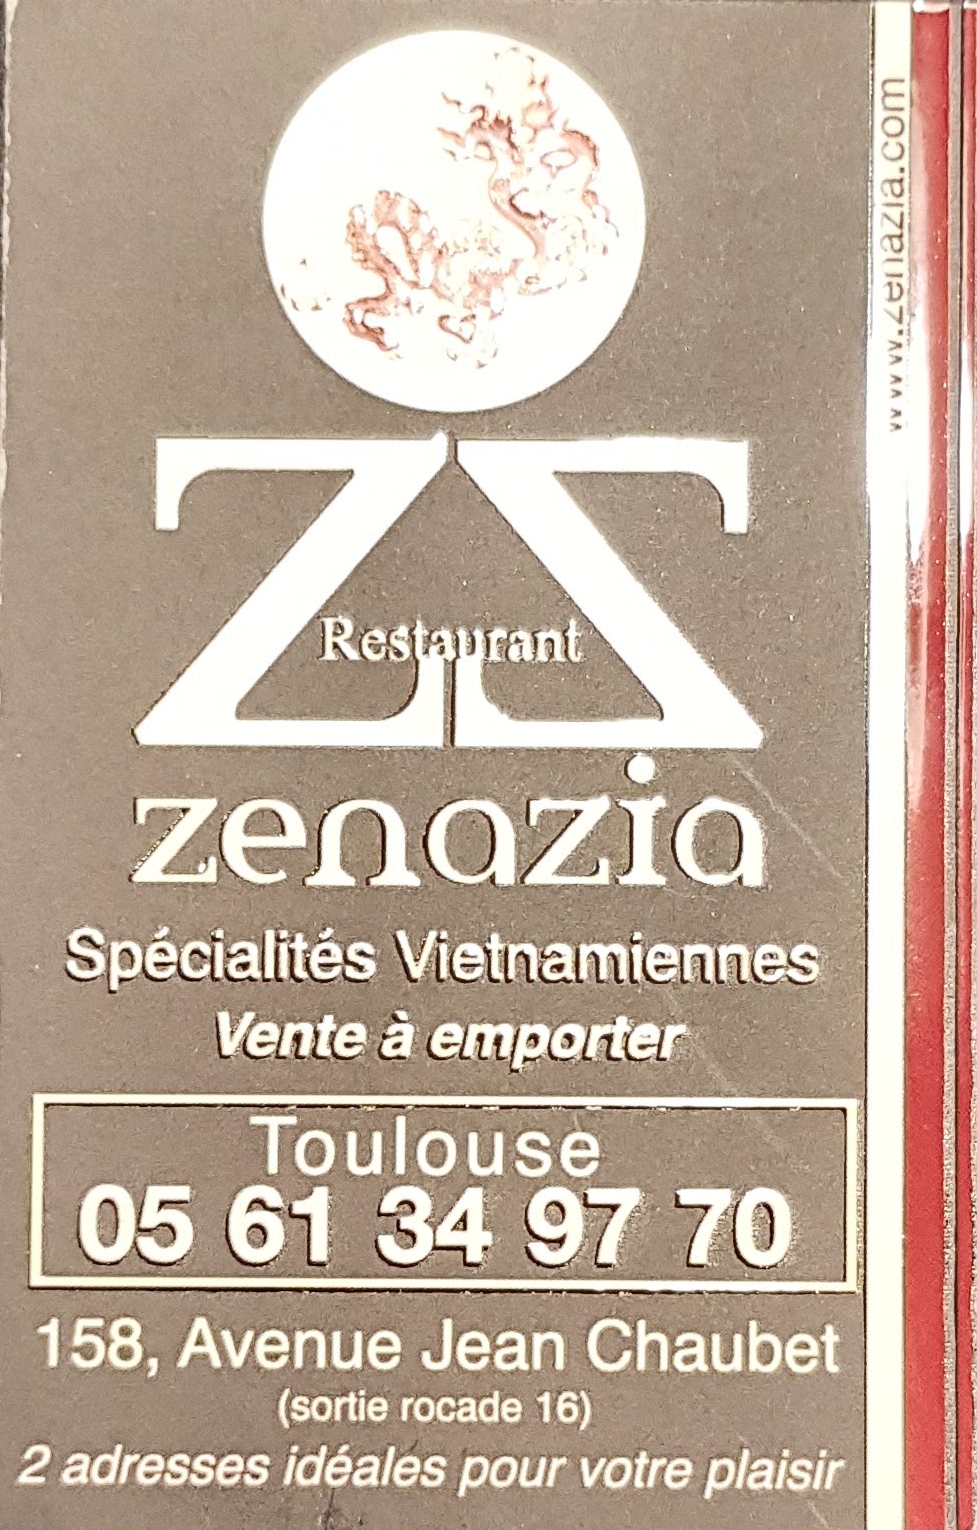 ZZ
Restaurant
zenazia
Spécialités Vietnamiennes
Vente à emporter
Toulouse
05 61 34 97 70
158, Avenue Jean Chaubet
(sortie rocade 16)
2 adresses idéales pour votre plaisir
www.zenazia.com